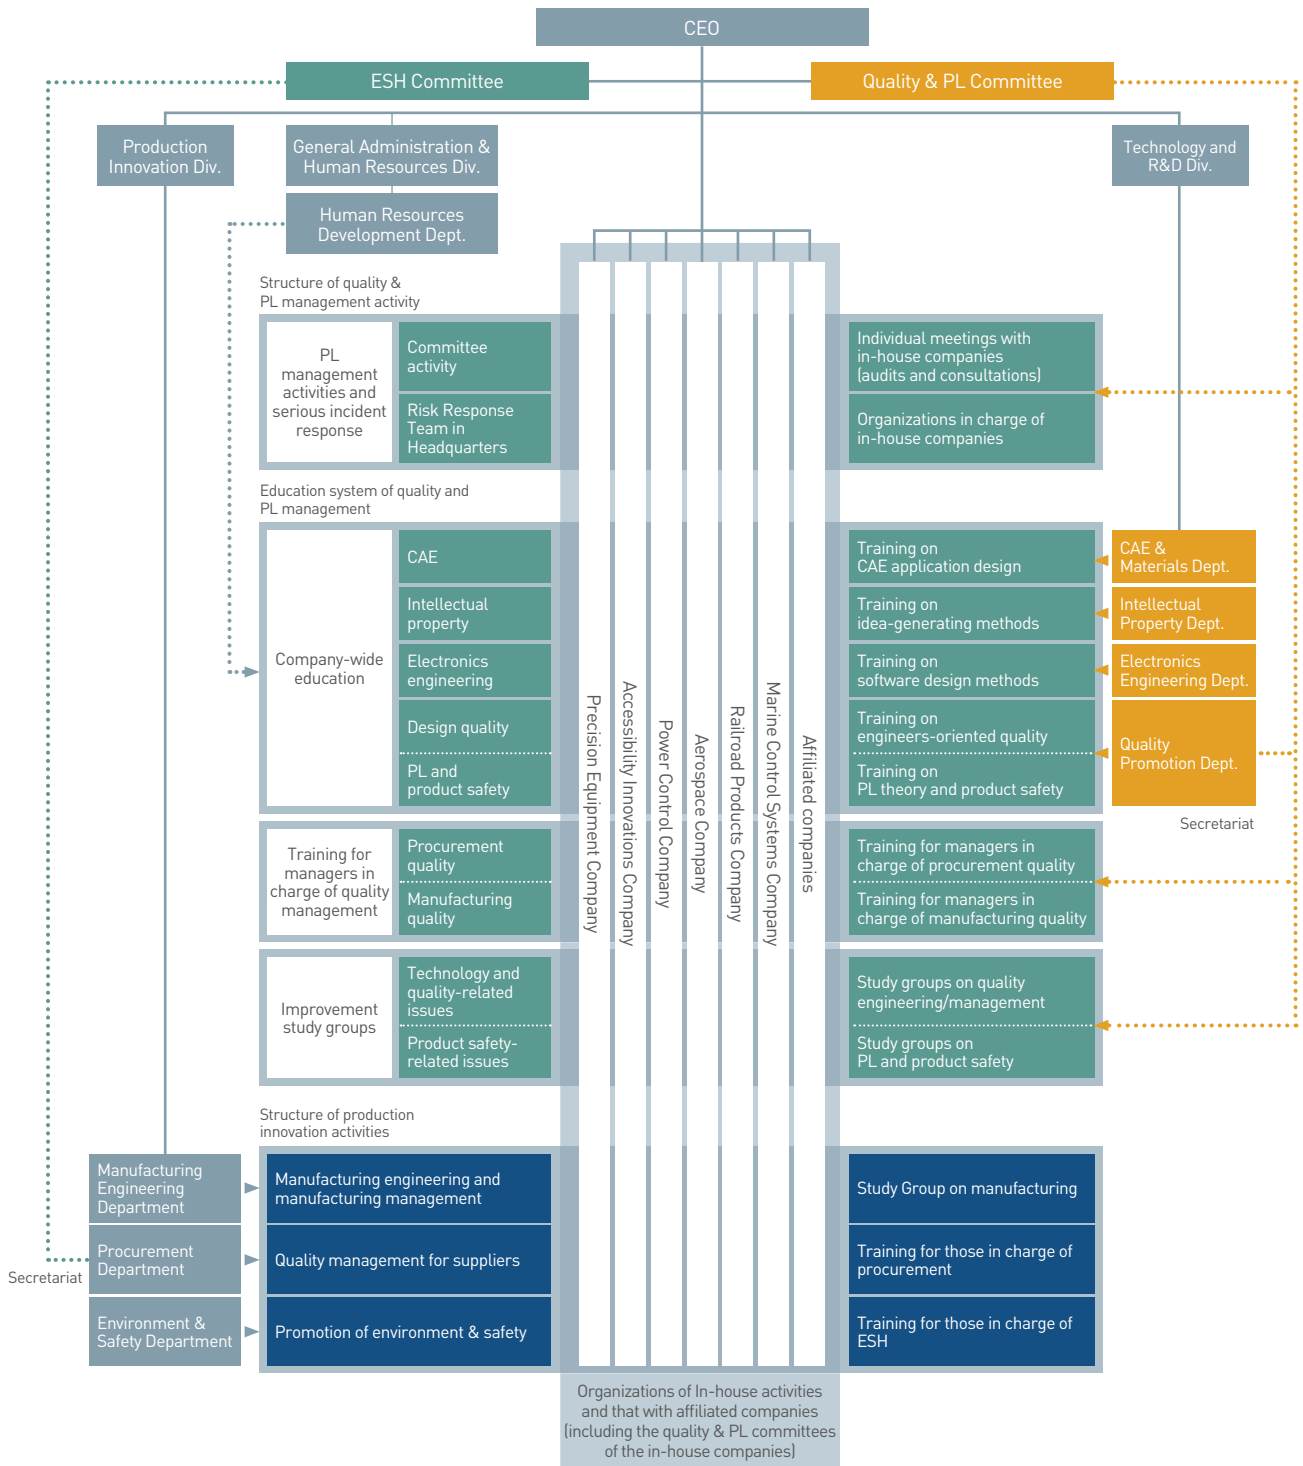 CEO
ESH Committee
Quality & PL Committee
Production
Innovation Div.
General Administration &
Human Resources Div.
Technology and
R&D Div.
Human Resources
Development Dept.
Structure of quality &
PL management activity
PL
management
activities and
serious incident
response
Committee
activity
Risk Response
Team in
Headquarters
Individual meetings with
in-house companies
(audits and consultations)
Organizations in charge of
in-house companies
Education system of quality and
PL management
Company-wide
education
CAE
Intellectual
property
Electronics
engineering
Design quality
PL and
product safety
Training on
CAE application design
Training on
idea-generating methods
Training on
software design methods
Training on
engineers-oriented quality
Training on
PL theory and product safety
CAE &
Materials Dept.
Intellectual
Property Dept.
Electronics
Engineering Dept.
Quality
Promotion Dept.
Secretariat
Precision Equipment Company
Accessibility Innovations Company
Power Control Company
Aerospace Company
Railroad Products Company
Marine Control Systems Company
Affiliated companies
Training for
managers in
charge of quality
management
Procurement
quality
Manufacturing
quality
Training for managers in
charge of procurement quality
Training for managers in
charge of manufacturing quality
Improvement
study groups
Technology and
quality-related
issues
Product safety-
related issues
Study groups on quality
engineering/management
Study groups on
PL and product safety
Structure of production
innovation activities
Manufacturing
Engineering
Department
Manufacturing engineering and
manufacturing management
Study Group on manufacturing
Procurement
Department
Secretariat
Quality management for suppliers
Training for those in charge of
procurement
Environment &
Safety Department
Promotion of environment & safety
Training for those in charge of
ESH
Organizations of In-house activities
and that with affiliated companies
(including the quality & PL committees
of the in-house companies)